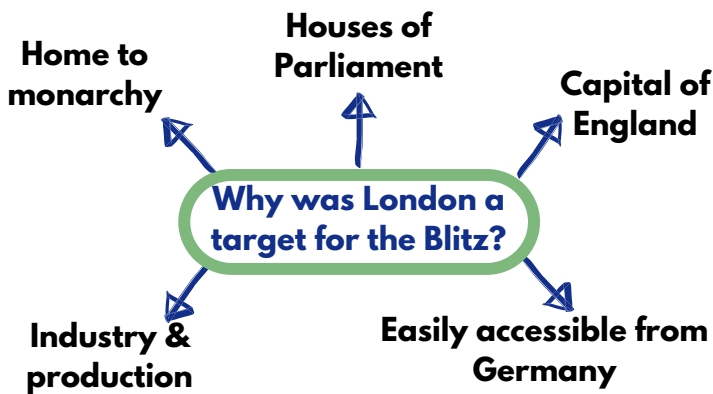 Houses of
Parliament
Home to
monarchy
Capital of
England
Why was London a
target for the Blitz?
Industry &
production
Easily accessible from
Germany